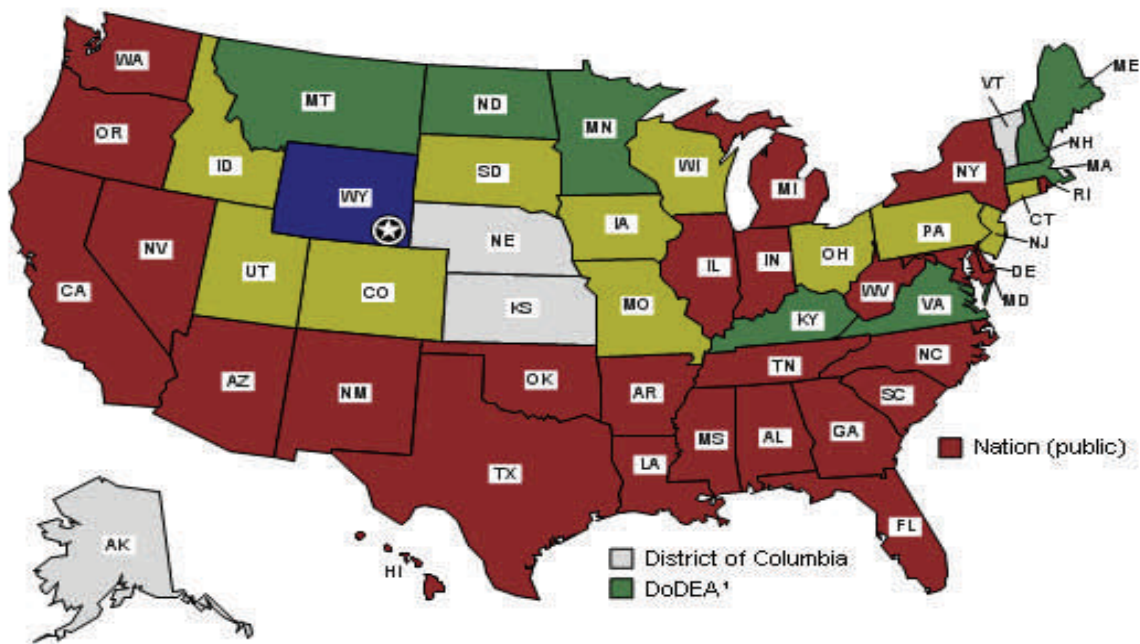 WA
ME
VT
MT
ND
OR
MN
NH
ID
SD
WI
NY
MA
MI
RI
WY
CT
IA
PA
NJ
NE
OH
NV
IL
IN
DE
UT
CO
WV
CA
KS
MO
VA
MD
KY
NC
TN
OK
AZ
NM
AR
SC
MS
AL
GA
Nation (public)
LA
TX
FL
AK
District of Columbia
HI
DoDEA¹